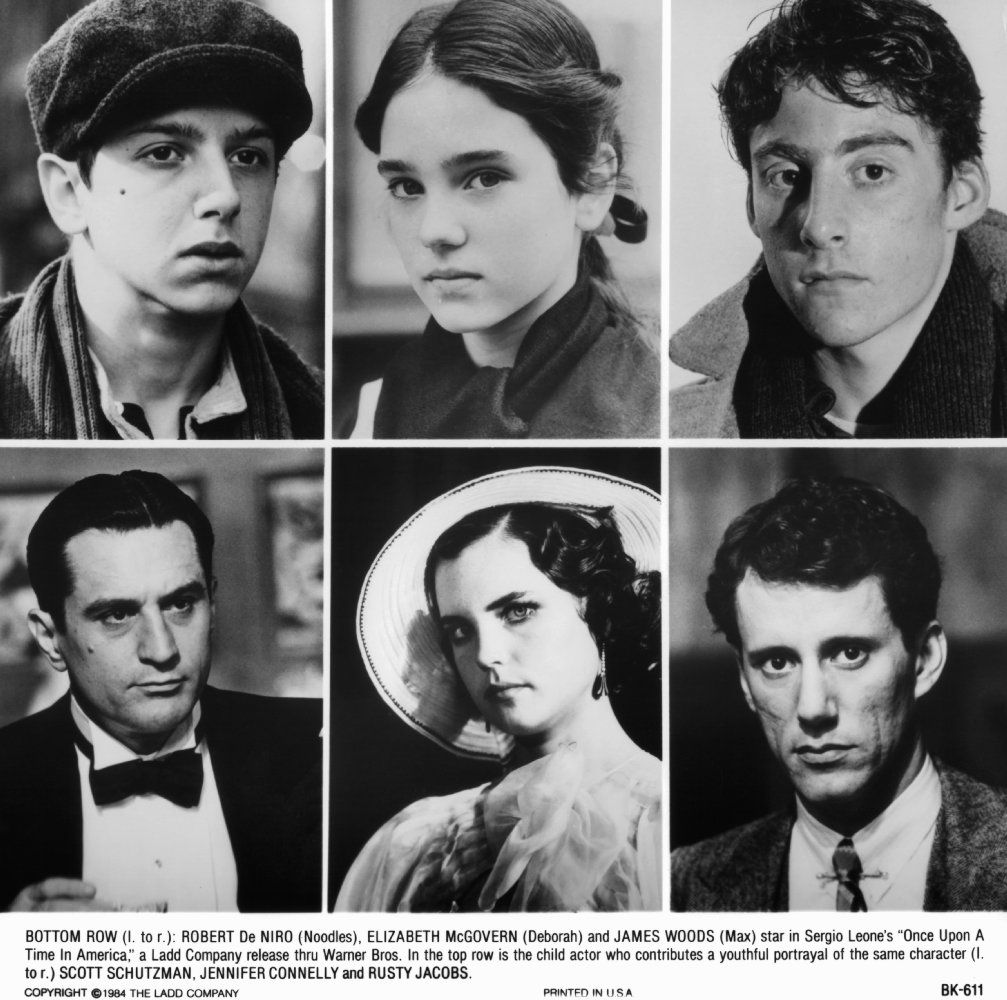 BOTTOM ROW (l. to r.): ROBERT De NIRO (Noodles), ELIZABETH McGOVERN (Deborah) and JAMES WOODS (Max) star in Sergio Leone's "Once Upon A
Time In America," a Ladd Company release thru Warner Bros. In the top row is the child actor who contributes a youthful portrayal of the same character (l.
to r.) SCOTT SCHUTZMAN, JENNIFER CONNELLY and RUSTY JACOBS.
COPYRIGHT ©1984 THE LADD COMPANY PRINTED IN U.S.A. BK-611